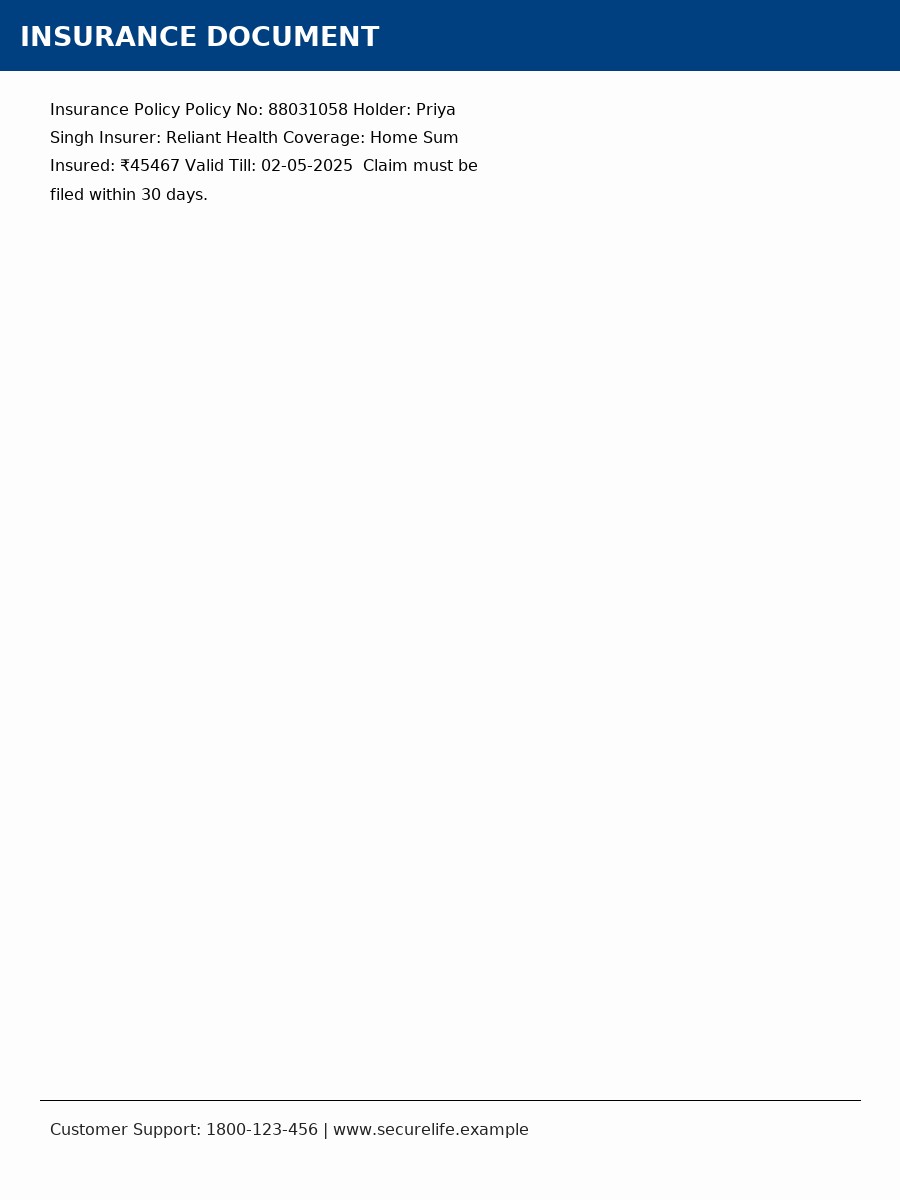 INSURANCE DOCUMENT
Insurance Policy Policy No: 88031058 Holder: Priya
Singh Insurer: Reliant Health Coverage: Home Sum
Insured: ₹45467 Valid Till: 02-05-2025  Claim must be
filed within 30 days.
Customer Support: 1800-123-456 | www.securelife.example